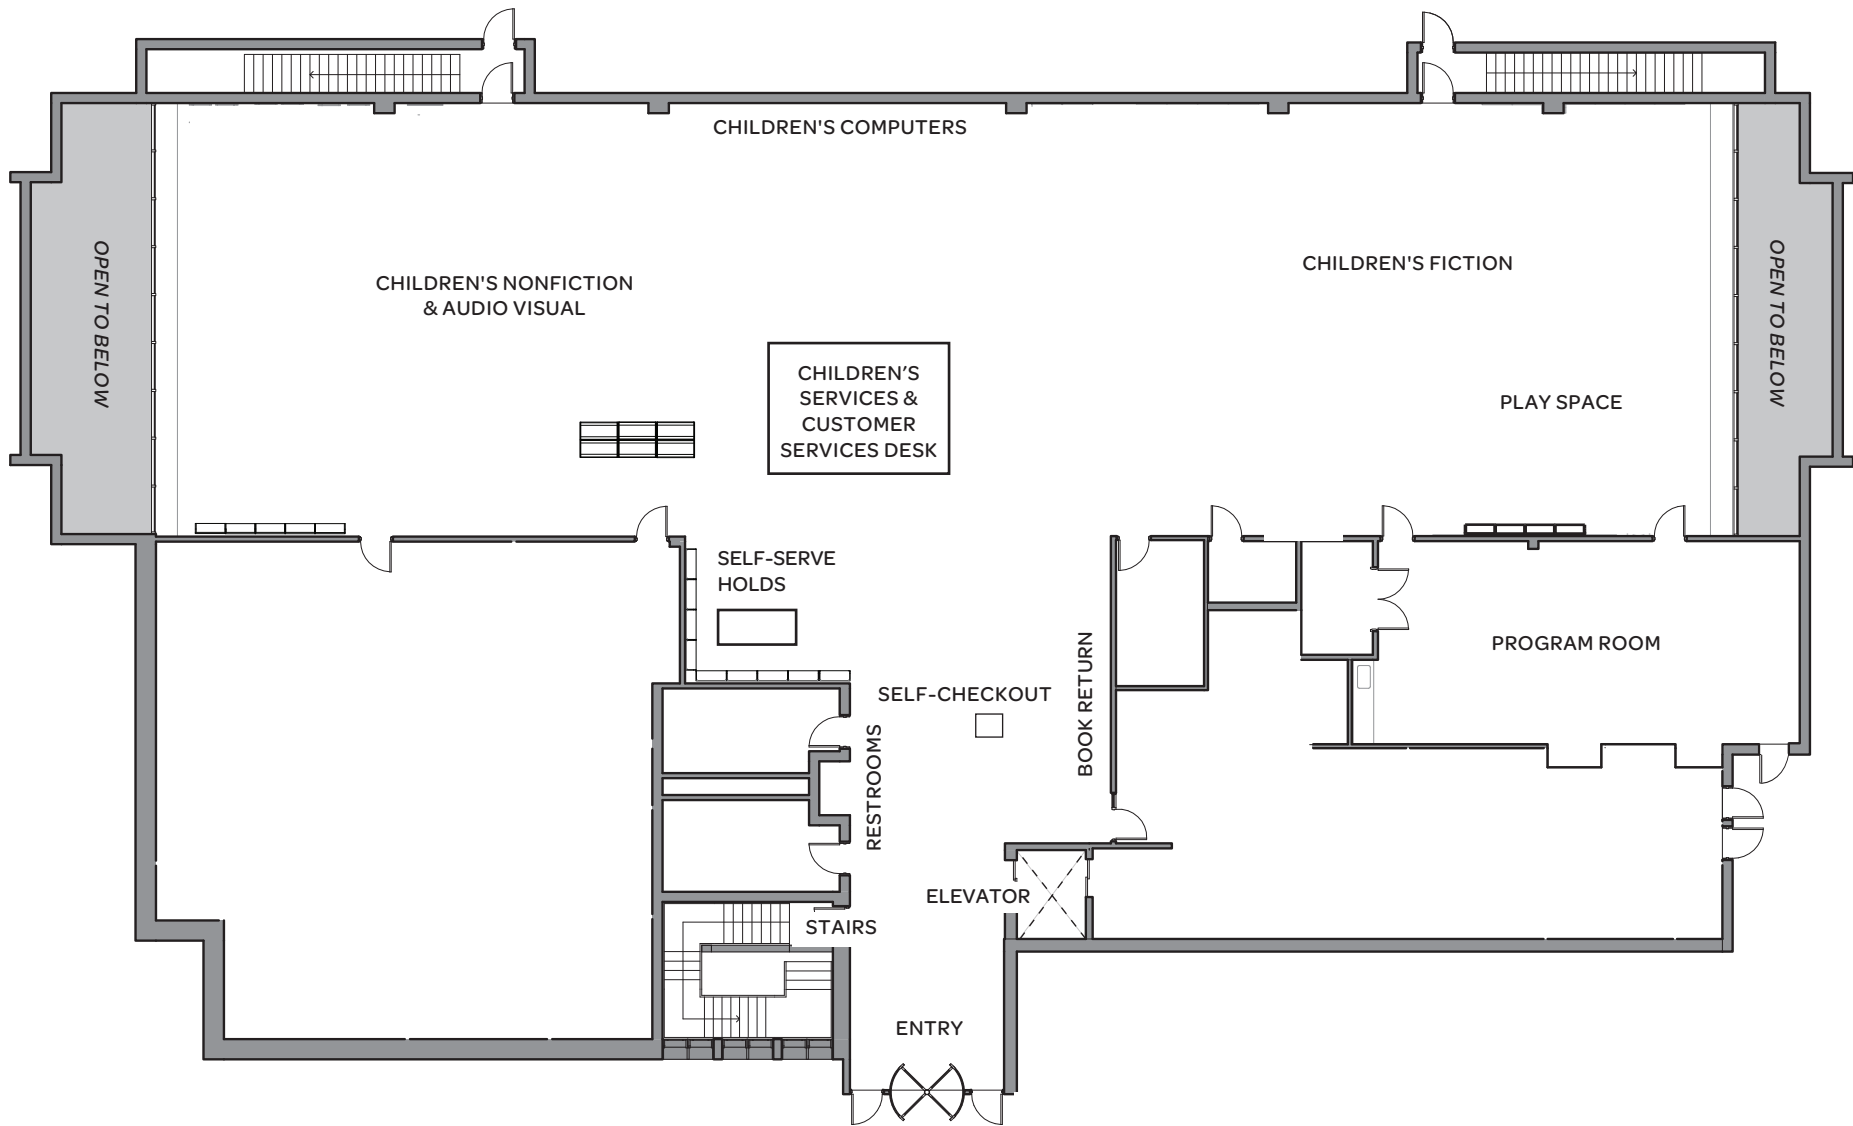 CHILDREN'S COMPUTERS
OPEN TO BELOW
CHILDREN'S NONFICTION
& AUDIO VISUAL
CHILDREN'S FICTION
OPEN TO BELOW
CHILDREN’S
SERVICES &
CUSTOMER
SERVICES DESK
PLAY SPACE
SELF-SERVE
HOLDS
PROGRAM ROOM
SELF-CHECKOUT
BOOK RETURN
RESTROOMS
ELEVATOR
STAIRS
ENTRY